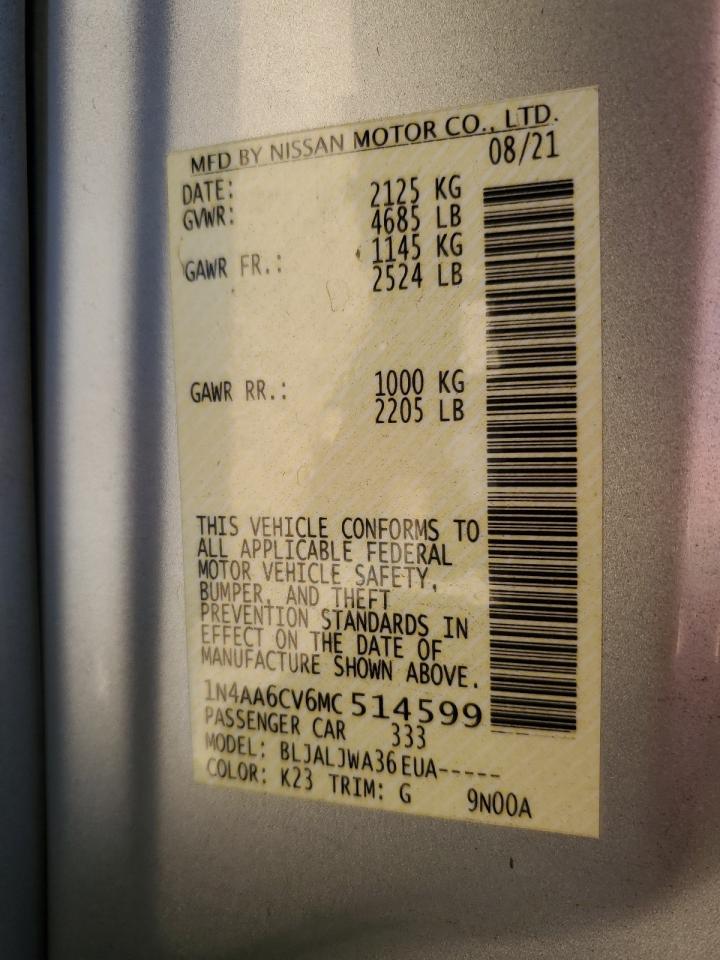 MFD BY NISSAN MOTOR CO., LTD.
DATE: 08/21
GVWR: 2125 KG
4685 LB
GAWR FR.: 1145 KG
2524 LB
GAWR RR.: 1000 KG
2205 LB
THIS VEHICLE CONFORMS TO
ALL APPLICABLE FEDERAL
MOTOR VEHICLE SAFETY,
BUMPER, AND THEFT
PREVENTION STANDARDS IN
EFFECT ON THE DATE OF
MANUFACTURE SHOWN ABOVE.
1N4AA6CV6MC514599
PASSENGER CAR 333
MODEL: BLJALJWA36EUA-----
COLOR: K23 TRIM: G 9N00A